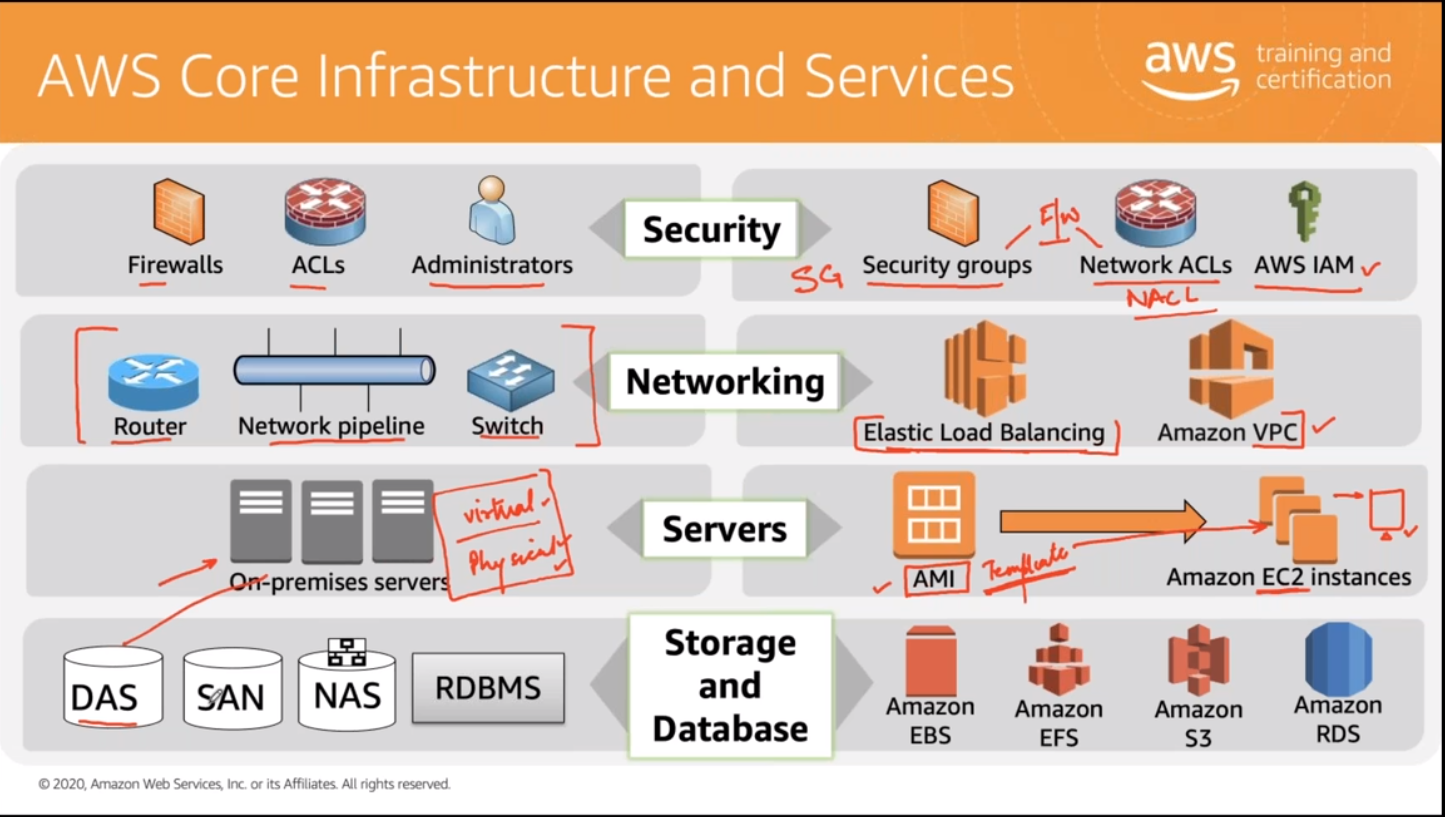 AWS Core Infrastructure and Services
aws training and
certification
Firewalls
ACLs
Administrators
Security
SG
Security groups
F/w
Network ACLs
NACL
AWS IAM
Router
Network pipeline
Switch
Networking
Elastic Load Balancing
Amazon VPC
On-premises servers
virtual
Physical
Servers
AMI
Template
Amazon EC2 instances
DAS
SAN
NAS
RDBMS
Storage
and
Database
Amazon
EBS
Amazon
EFS
Amazon
S3
Amazon
RDS
© 2020, Amazon Web Services, Inc. or its Affiliates. All rights reserved.